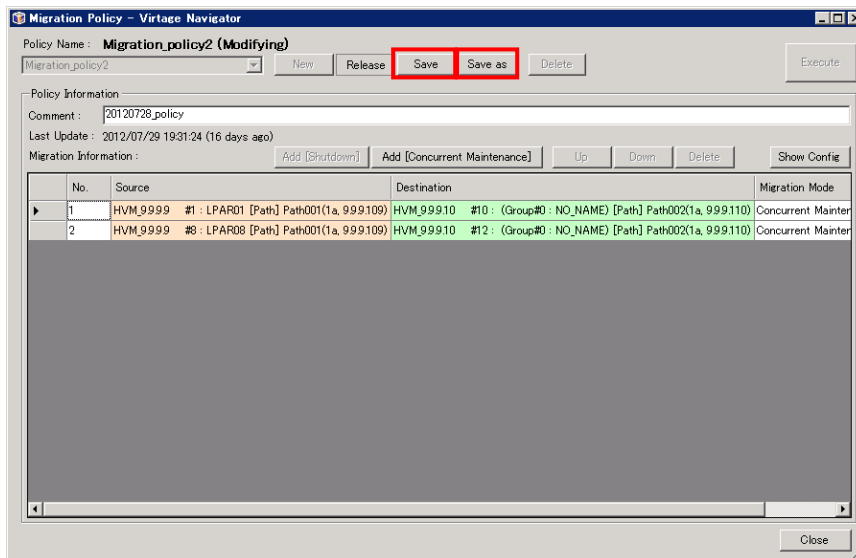 Migration Policy - Virtage Navigator
Policy Name : Migration_policy2 (Modifying)
Migration_policy2 New Release Save Save as Delete Execute
Policy Information
Comment : 20120728_policy
Last Update : 2012/07/29 19:31:24 (16 days ago)
Migration Information : Add [Shutdown] Add [Concurrent Maintenance] Up Down Delete Show Config
No. Source Destination Migration Mode
1 HVM_9.9.9.9 #1 : LPAR01 [Path] Path001(1a, 9.9.9.109) HVM_9.9.9.10 #10 : (Group#0 : NO_NAME) [Path] Path002(1a, 9.9.9.110) Concurrent Mainter
2 HVM_9.9.9.9 #8 : LPAR08 [Path] Path001(1a, 9.9.9.109) HVM_9.9.9.10 #12 : (Group#0 : NO_NAME) [Path] Path002(1a, 9.9.9.110) Concurrent Mainter
Close